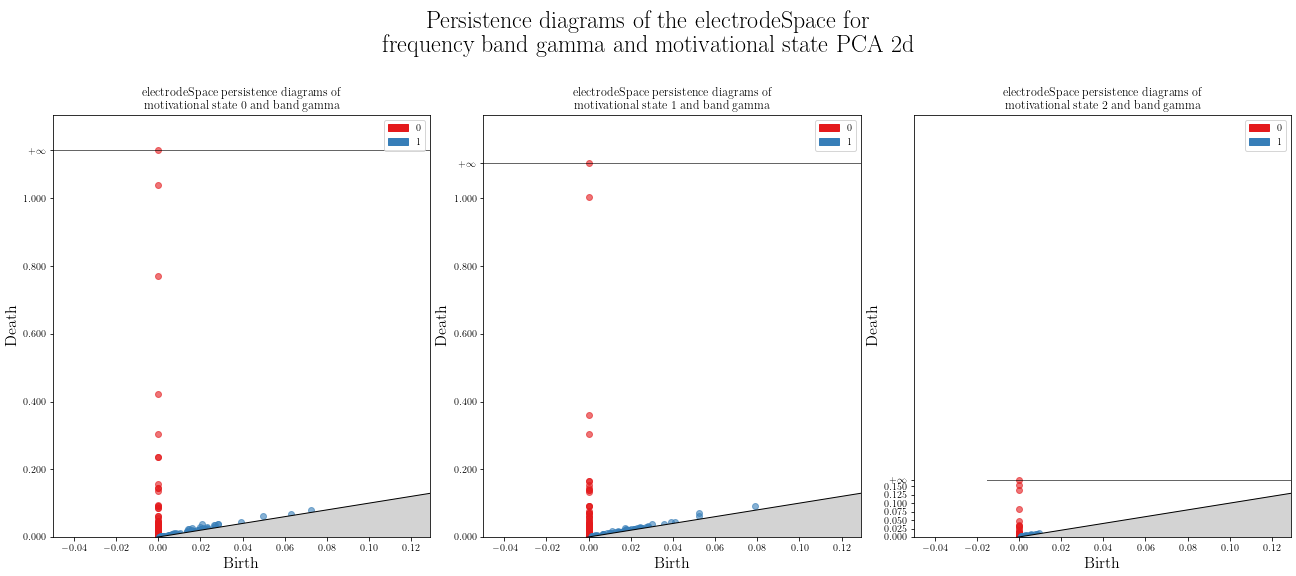 Persistence diagrams of the electrodeSpace for
frequency band gamma and motivational state PCA 2d
electrodeSpace persistence diagrams of
motivational state 0 and band gamma
0
1
+∞
1.000
0.800
0.600
0.400
0.200
0.000
Death
−0.04 −0.02 0.00 0.02 0.04 0.06 0.08 0.10 0.12
Birth
electrodeSpace persistence diagrams of
motivational state 1 and band gamma
0
1
+∞
1.000
0.800
0.600
0.400
0.200
0.000
Death
−0.04 −0.02 0.00 0.02 0.04 0.06 0.08 0.10 0.12
Birth
electrodeSpace persistence diagrams of
motivational state 2 and band gamma
0
1
+∞
0.150
0.125
0.100
0.075
0.050
0.025
0.000
Death
−0.04 −0.02 0.00 0.02 0.04 0.06 0.08 0.10 0.12
Birth